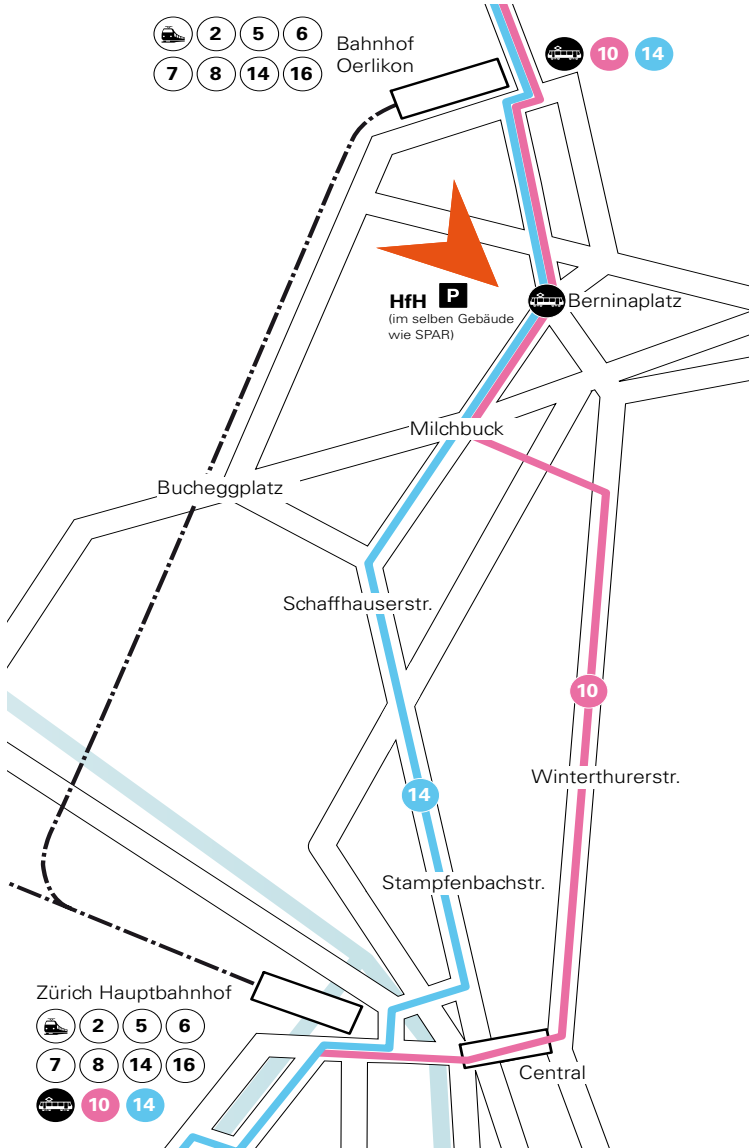 2 5 6
7 8 14 16
Bahnhof
Oerlikon
10 14
HfH P
(im selben Gebäude
wie SPAR)
Berninaplatz
Milchbuck
Bucheggplatz
Schaffhauserstr.
10
Winterthurerstr.
14
Stampfenbachstr.
Zürich Hauptbahnhof
2 5 6
7 8 14 16
10 14
Central